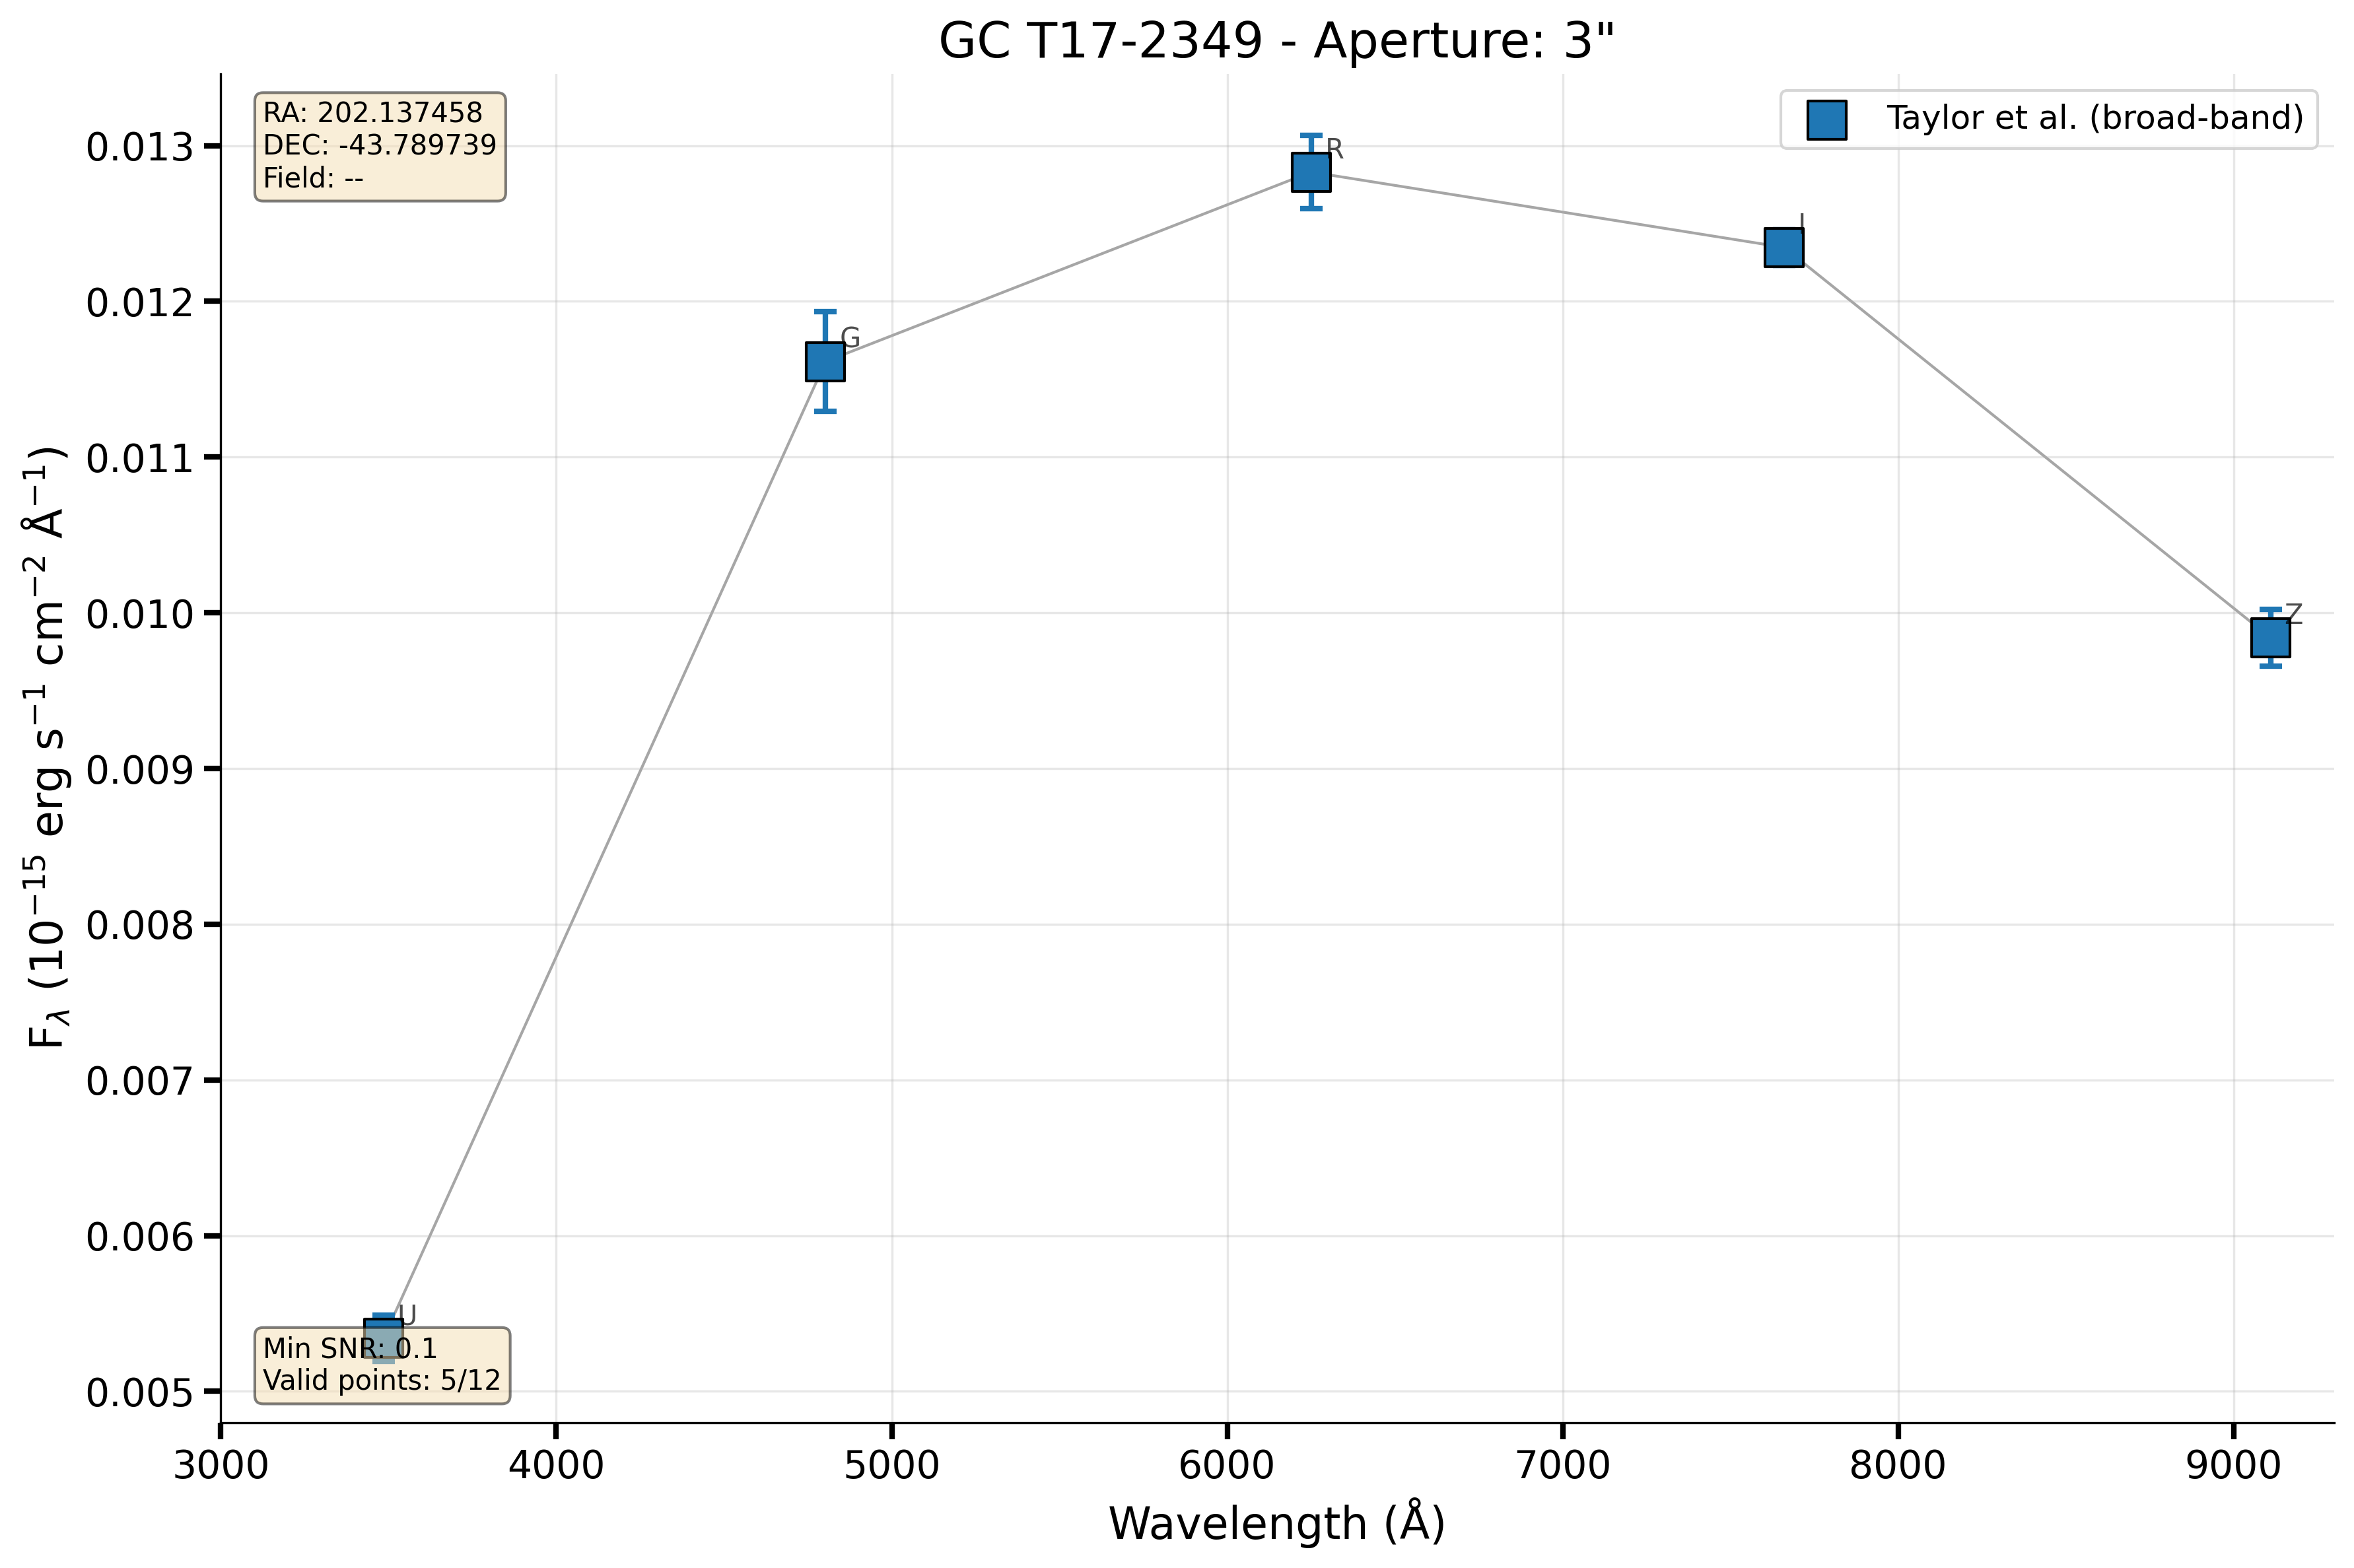 GC T17-2349 - Aperture: 3"
RA: 202.137458
DEC: -43.789739
Field: --
Taylor et al. (broad-band)
R
I
G
Z
U
Min SNR: 0.1
Valid points: 5/12
0.013
0.012
0.011
0.010
0.009
0.008
0.007
0.006
0.005
F_λ (10⁻¹⁵ erg s⁻¹ cm⁻² Å⁻¹)
3000 4000 5000 6000 7000 8000 9000
Wavelength (Å)